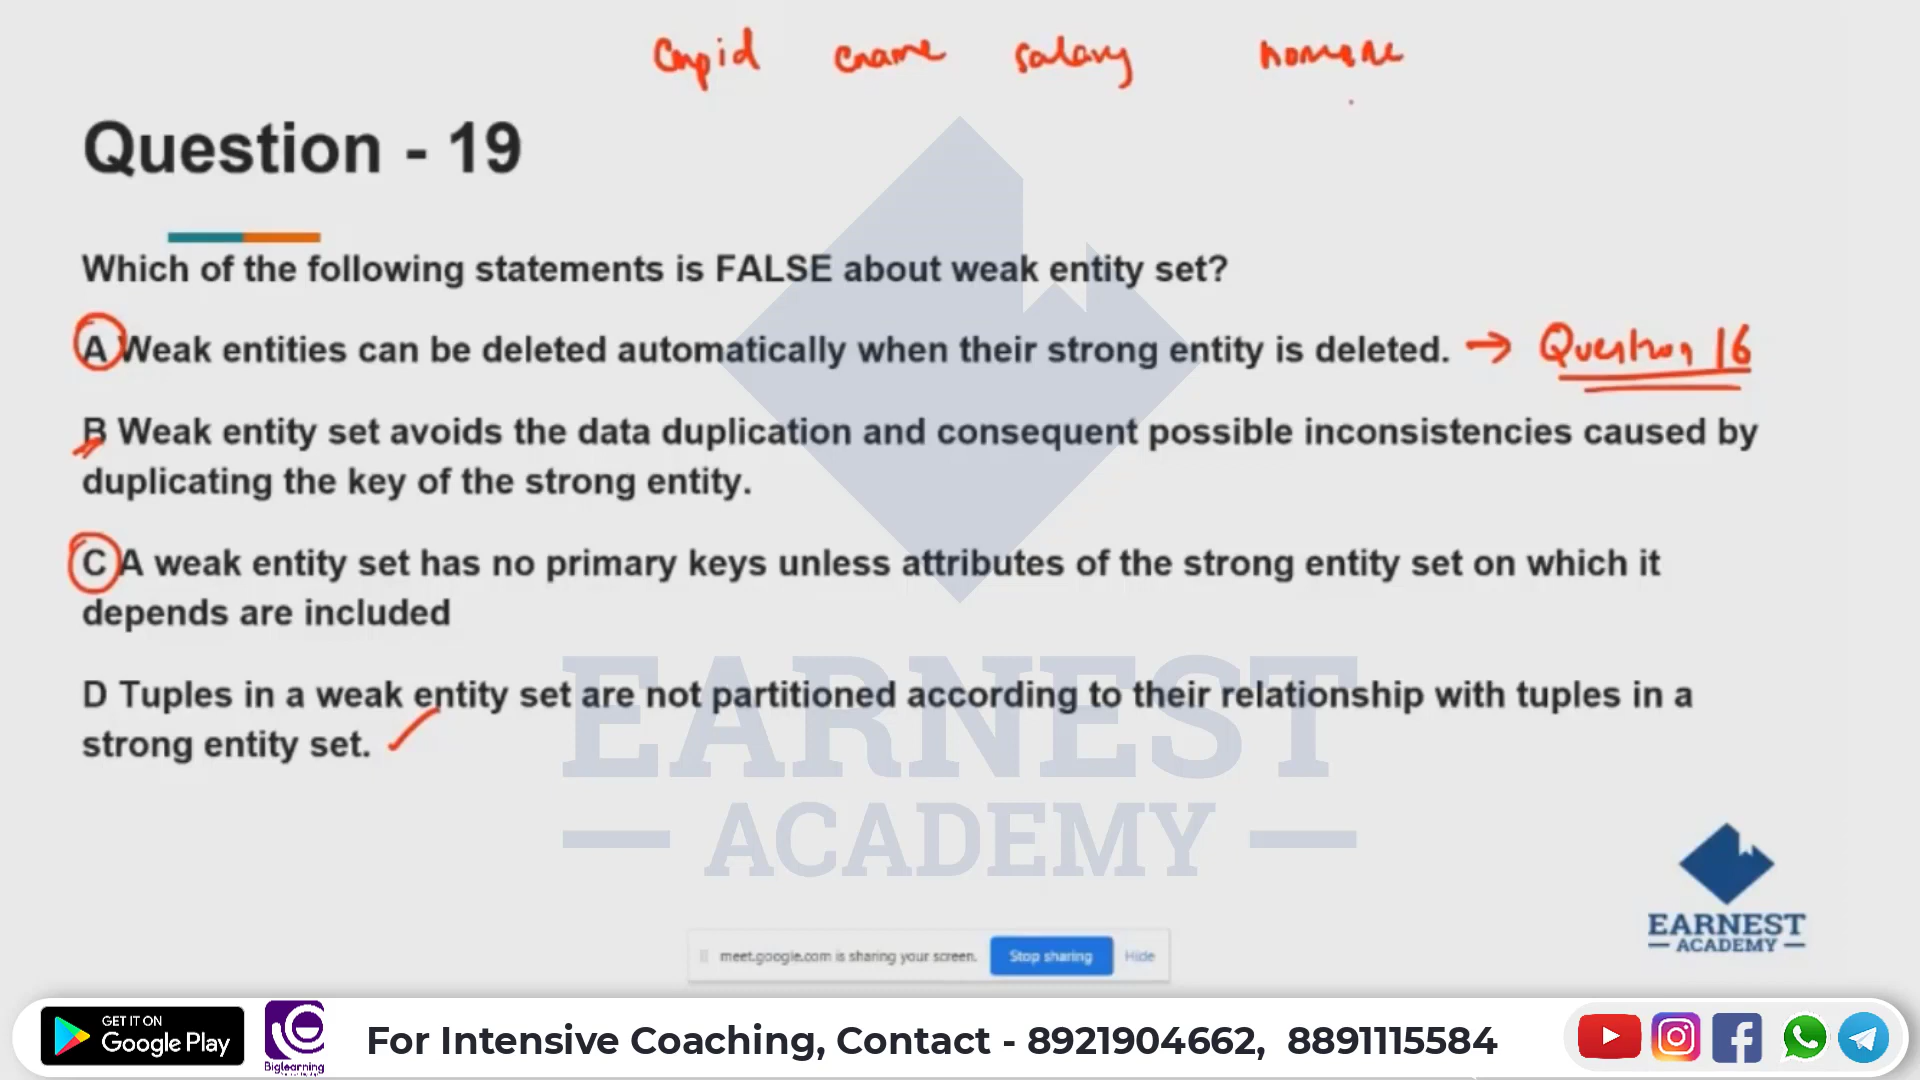 Empid ename salary
Question - 19
Which of the following statements is FALSE about weak entity set?
A Weak entities can be deleted automatically when their strong entity is deleted. → Question 16
B Weak entity set avoids the data duplication and consequent possible inconsistencies caused by
duplicating the key of the strong entity.
C A weak entity set has no primary keys unless attributes of the strong entity set on which it
depends are included
D Tuples in a weak entity set are not partitioned according to their relationship with tuples in a
strong entity set.
EARNEST
ACADEMY
EARNEST
ACADEMY
meet.google.com is sharing your screen. Stop sharing Hide
GET IT ON
Google Play
Biglearning
For Intensive Coaching, Contact - 8921904662, 8891115584